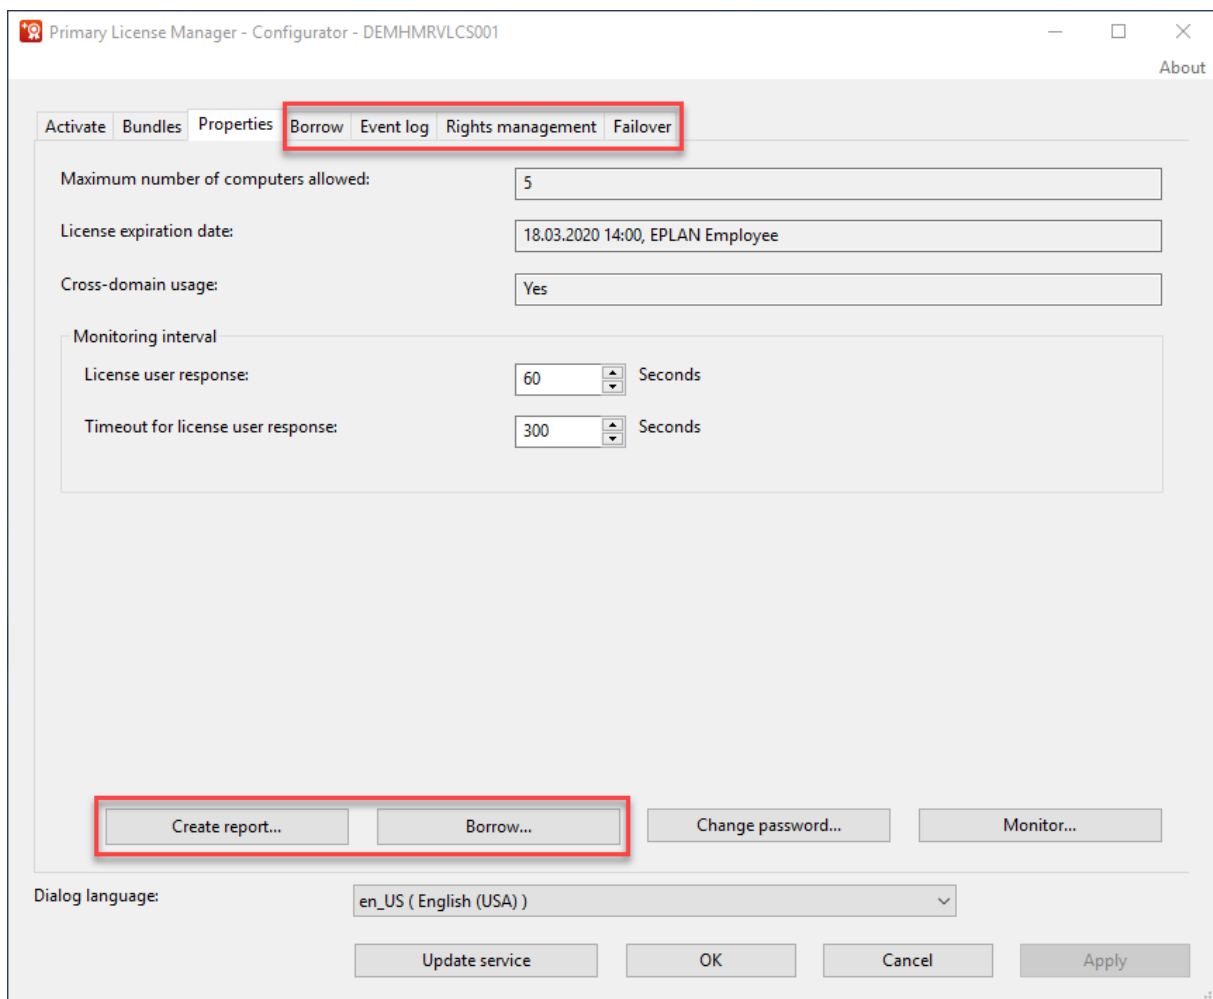 Primary License Manager - Configurator - DEMHMRVLCS001
About
Activate Bundles Properties Borrow Event log Rights management Failover
Maximum number of computers allowed: 5
License expiration date: 18.03.2020 14:00, EPLAN Employee
Cross-domain usage: Yes
Monitoring interval
License user response: 60 Seconds
Timeout for license user response: 300 Seconds
Create report... Borrow... Change password... Monitor...
Dialog language: en_US ( English (USA) )
Update service OK Cancel Apply